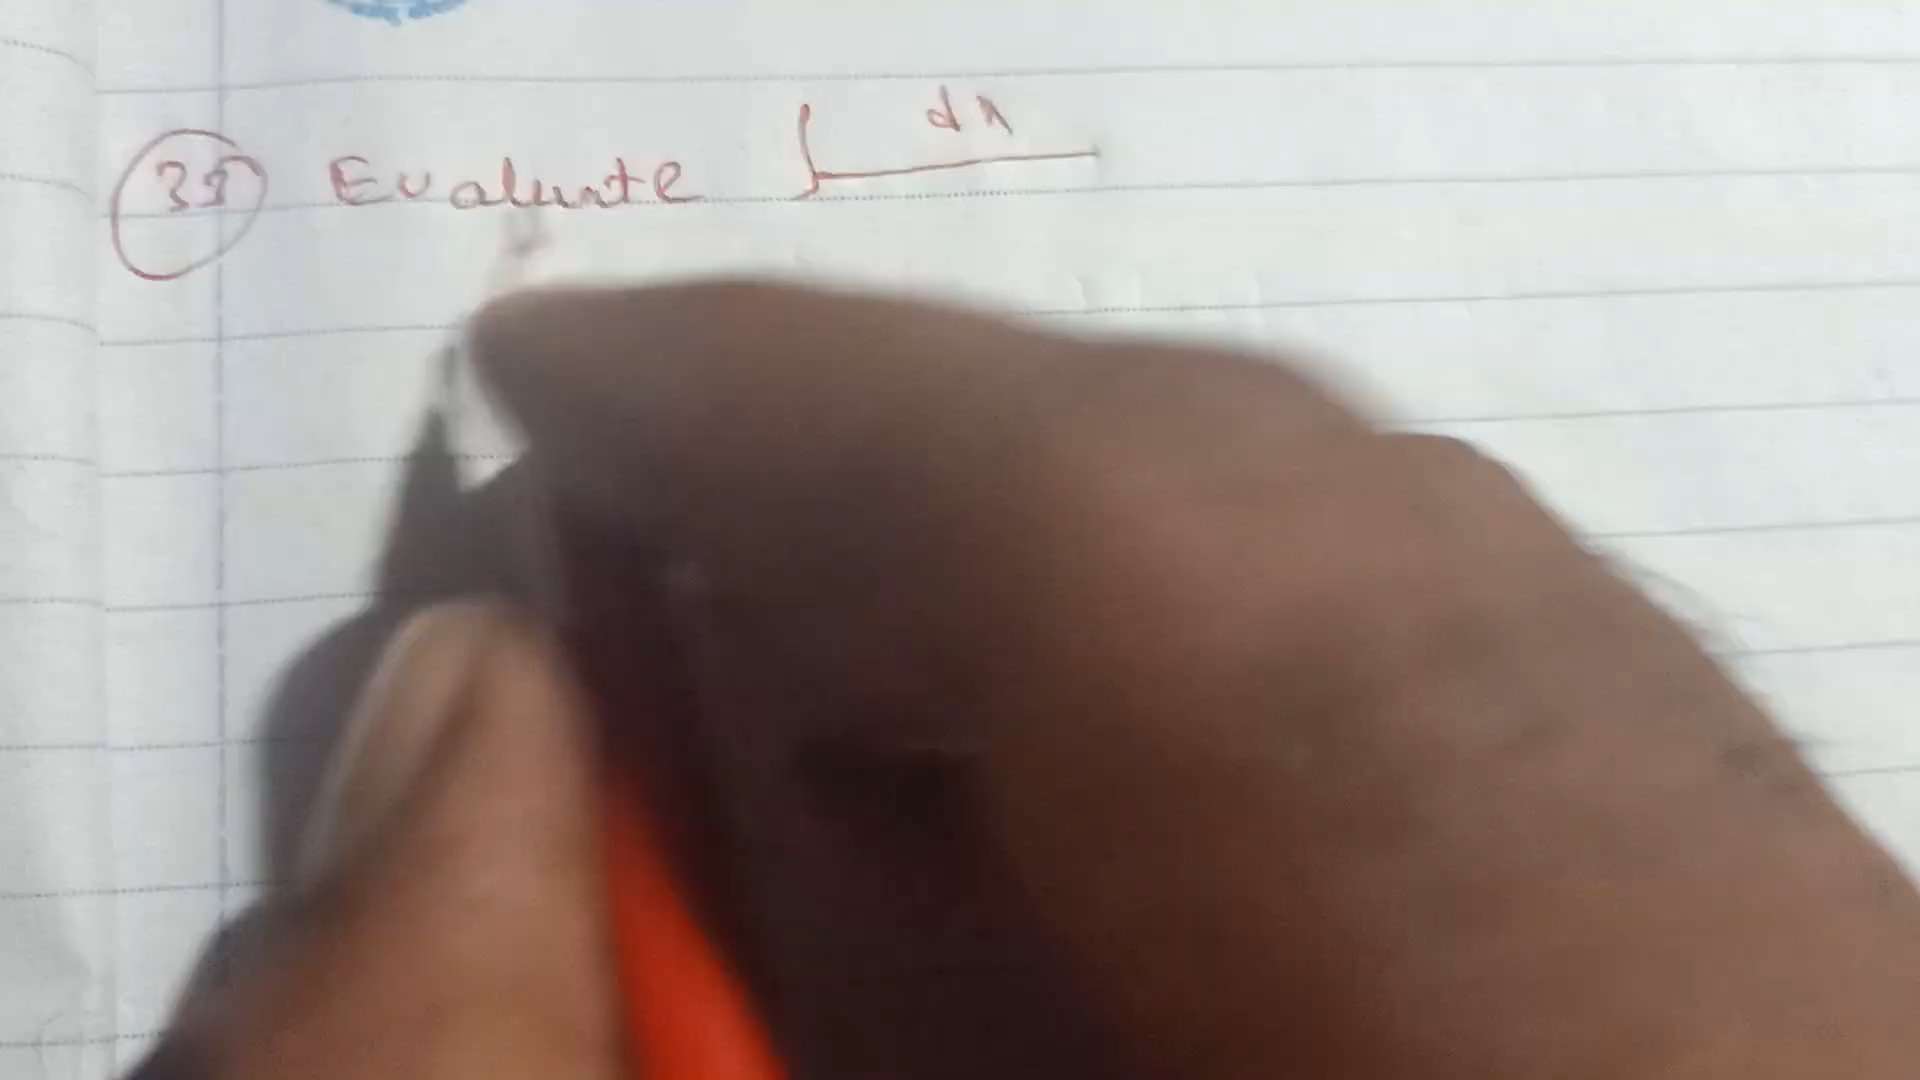 35 Evaluate ∫ dx